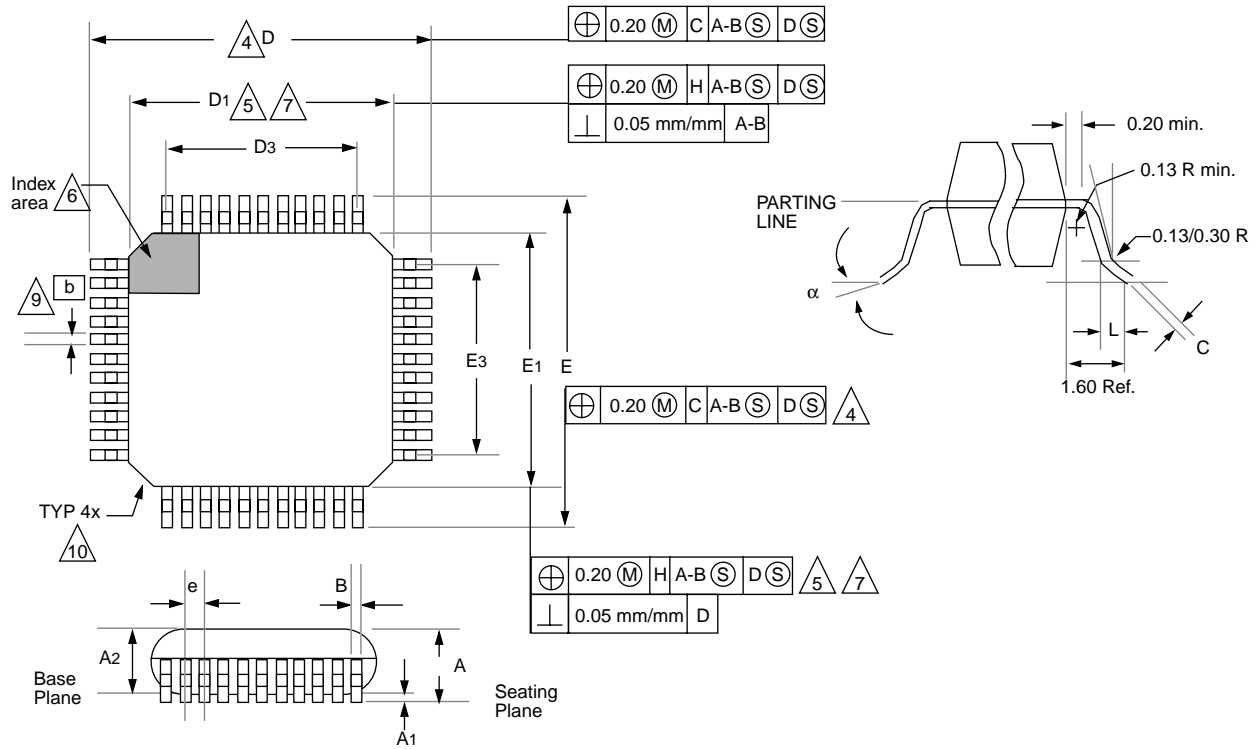 4 D
0.20 M C A-B S D S
D1 5 7
0.20 M H A-B S D S
0.05 mm/mm A-B
D3
Index
area 6
9 b
E3 E1 E
0.20 M C A-B S D S 4
TYP 4x
10
0.20 M H A-B S D S 5 7
0.05 mm/mm D
e B
A2 A
Base
Plane
Seating
Plane
A1
0.20 min.
0.13 R min.
PARTING
LINE
0.13/0.30 R
α
L
C
1.60 Ref.